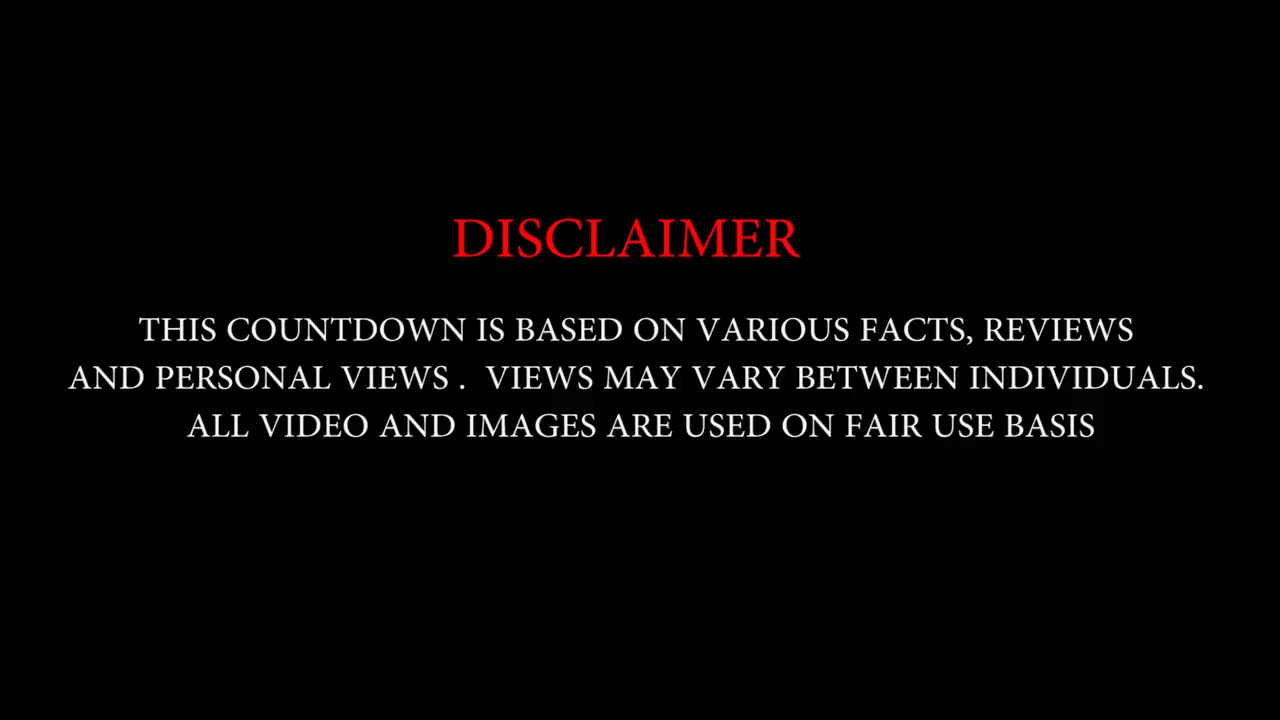 DISCLAIMER
THIS COUNTDOWN IS BASED ON VARIOUS FACTS, REVIEWS
AND PERSONAL VIEWS .  VIEWS MAY VARY BETWEEN INDIVIDUALS.
ALL VIDEO AND IMAGES ARE USED ON FAIR USE BASIS